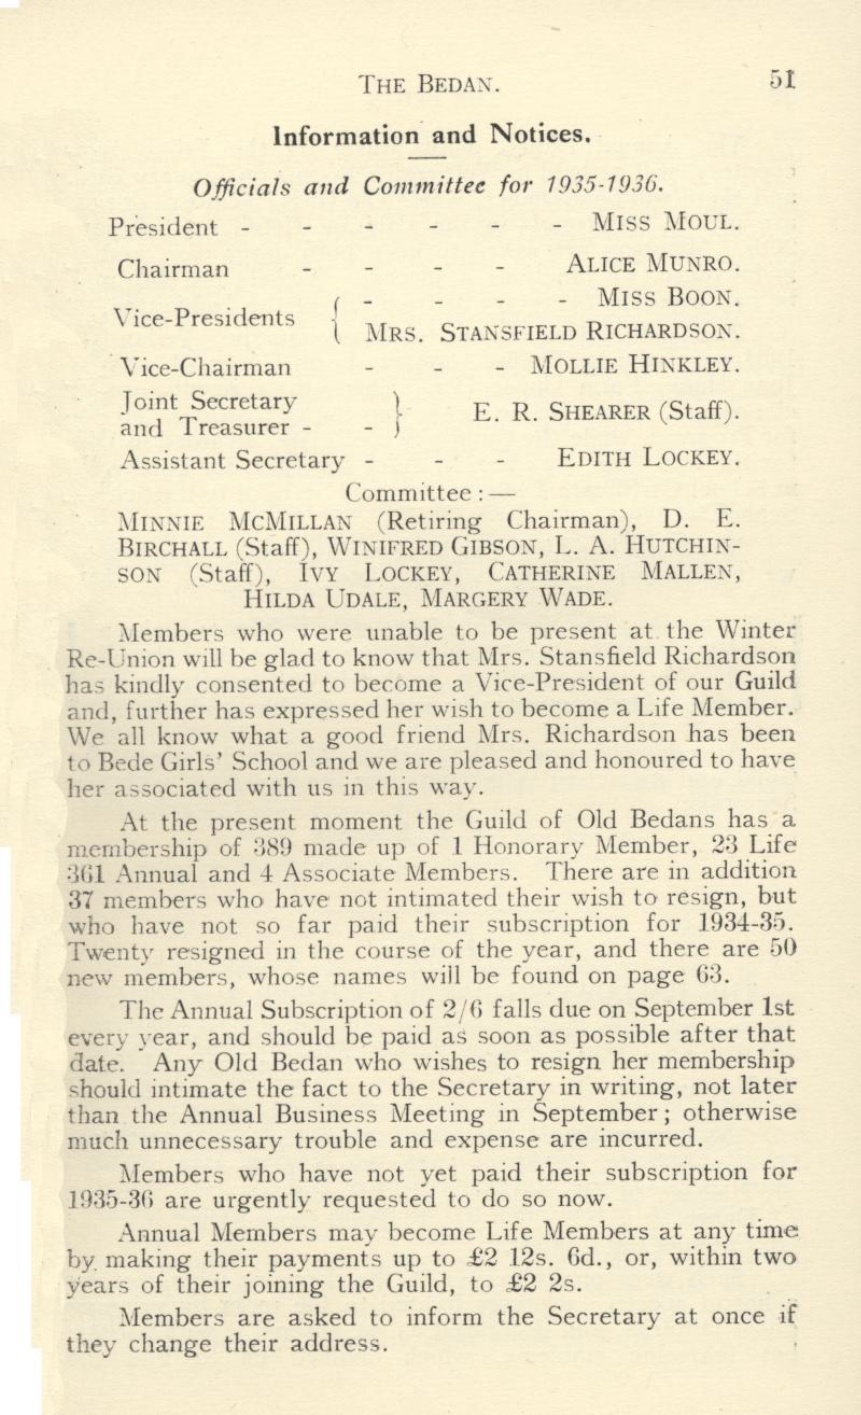 THE BEDAN. 51
Information and Notices.
Officials and Committee for 1935-1936.
President - - - - - - MISS MOUL.
Chairman - - - - ALICE MUNRO.
Vice-Presidents { - - - - MISS BOON.
MRS. STANSFIELD RICHARDSON.
Vice-Chairman - - - MOLLIE HINKLEY.
Joint Secretary
and Treasurer - - } E. R. SHEARER (Staff).
Assistant Secretary - - - EDITH LOCKEY.
Committee :—
MINNIE MCMILLAN (Retiring Chairman), D. E.
BIRCHALL (Staff), WINIFRED GIBSON, L. A. HUTCHIN-
SON (Staff), IVY LOCKEY, CATHERINE MALLEN,
HILDA UDALE, MARGERY WADE.
Members who were unable to be present at the Winter
Re-Union will be glad to know that Mrs. Stansfield Richardson
has kindly consented to become a Vice-President of our Guild
and, further has expressed her wish to become a Life Member.
We all know what a good friend Mrs. Richardson has been
to Bede Girls' School and we are pleased and honoured to have
her associated with us in this way.
At the present moment the Guild of Old Bedans has a
membership of 389 made up of 1 Honorary Member, 23 Life
361 Annual and 4 Associate Members. There are in addition
37 members who have not intimated their wish to resign, but
who have not so far paid their subscription for 1934-35.
Twenty resigned in the course of the year, and there are 50
new members, whose names will be found on page 63.
The Annual Subscription of 2/6 falls due on September 1st
every year, and should be paid as soon as possible after that
date. Any Old Bedan who wishes to resign her membership
should intimate the fact to the Secretary in writing, not later
than the Annual Business Meeting in September; otherwise
much unnecessary trouble and expense are incurred.
Members who have not yet paid their subscription for
1935-36 are urgently requested to do so now.
Annual Members may become Life Members at any time
by making their payments up to £2 12s. 6d., or, within two
years of their joining the Guild, to £2 2s.
Members are asked to inform the Secretary at once if
they change their address.